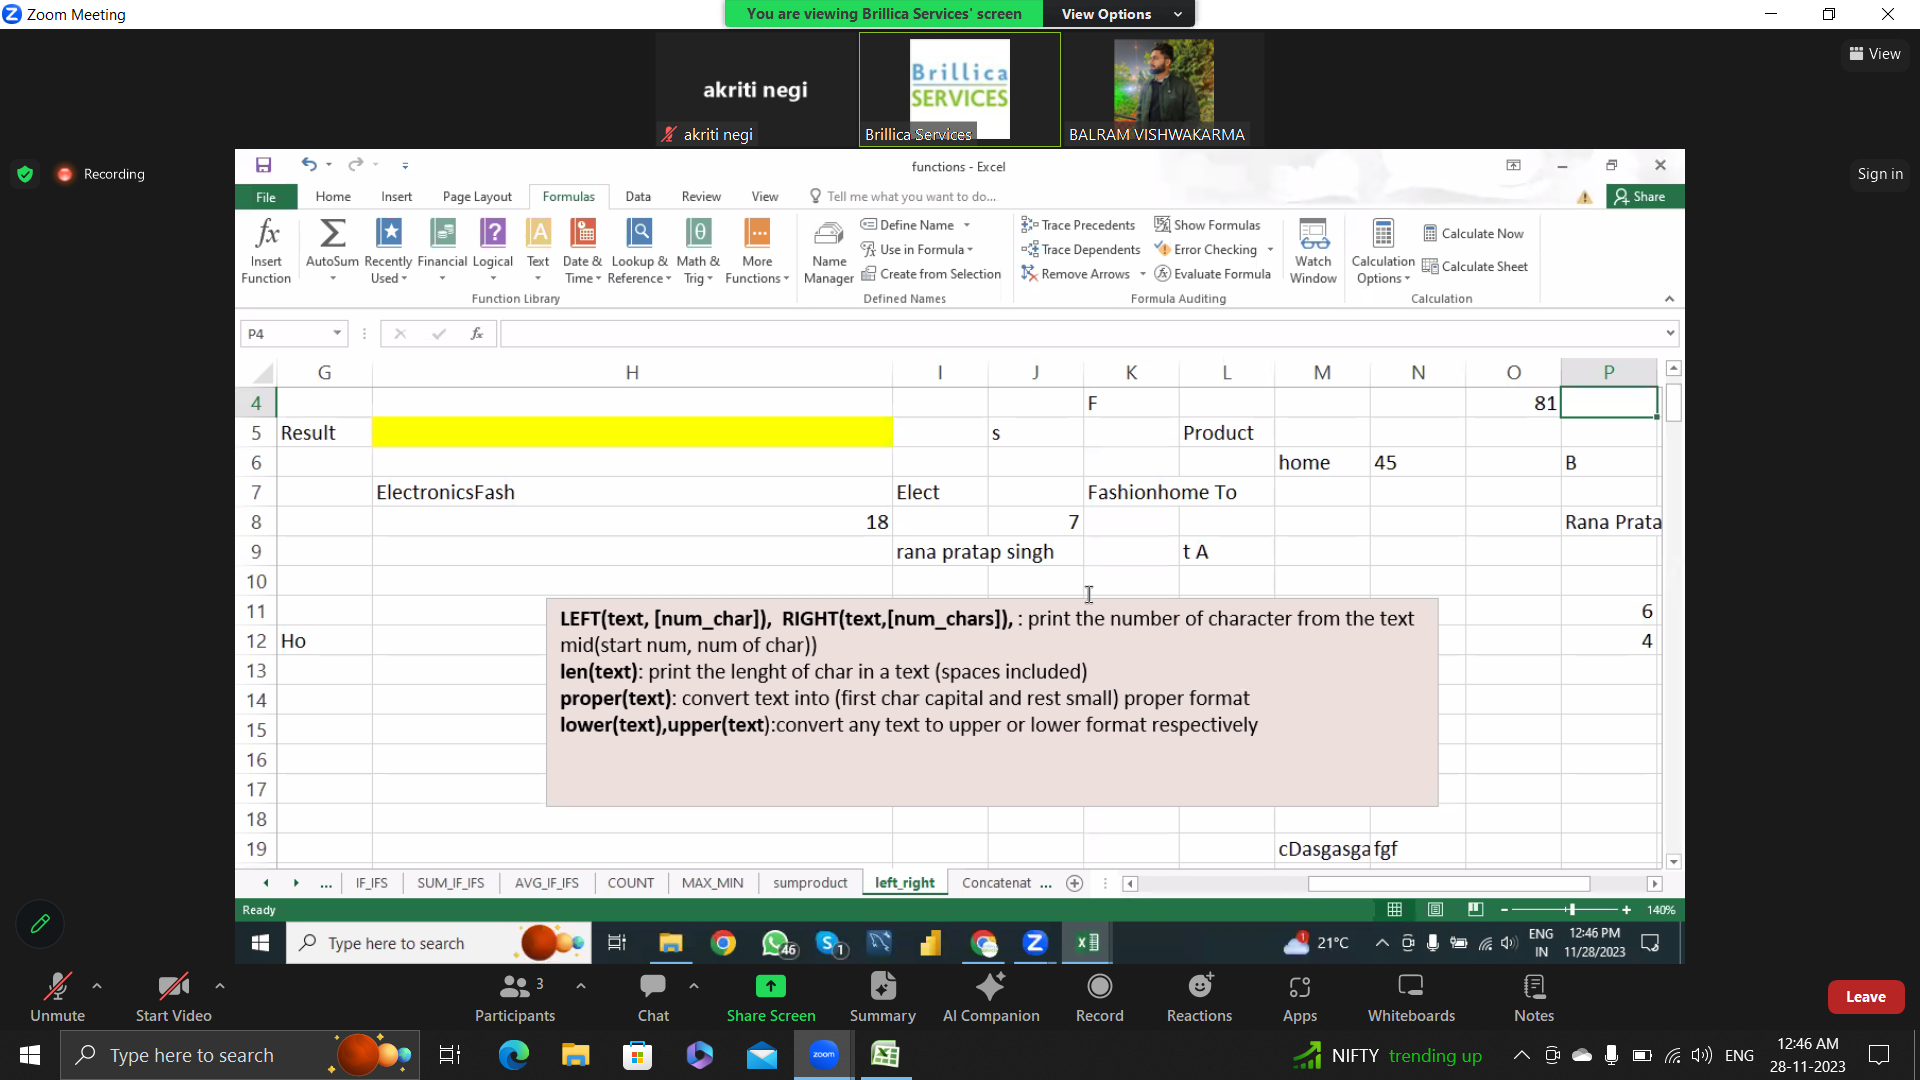 Zoom Meeting
You are viewing Brillica Services' screen View Options
View
akriti negi
akriti negi
Brillica
SERVICES
Brillica Services
BALRAM VISHWAKARMA
Recording
Sign in
functions - Excel
File Home Insert Page Layout Formulas Data Review View Tell me what you want to do... Share
Insert Function
AutoSum
Recently Used
Financial
Logical
Text
Date & Time
Lookup & Reference
Math & Trig
More Functions
Function Library
Name Manager
Define Name
Use in Formula
Create from Selection
Defined Names
Trace Precedents
Trace Dependents
Remove Arrows
Show Formulas
Error Checking
Evaluate Formula
Formula Auditing
Watch Window
Calculation Options
Calculate Now
Calculate Sheet
Calculation
P4 fx
G H I J K L M N O P
4 F 81
5 Result s Product
6 home 45 B
7 ElectronicsFash Elect Fashionhome To
8 18 7 Rana Prata
9 rana pratap singh t A
10
11 6
12 Ho 4
13
14
15
16
17
18
19 cDasgasga fgf
LEFT(text, [num_char]), RIGHT(text,[num_chars]), : print the number of character from the text
mid(start num, num of char))
len(text): print the lenght of char in a text (spaces included)
proper(text): convert text into (first char capital and rest small) proper format
lower(text),upper(text):convert any text to upper or lower format respectively
... IF_IFS SUM_IF_IFS AVG_IF_IFS COUNT MAX_MIN sumproduct left_right Concatenat ...
Ready 140%
Type here to search 46 1 21°C ENG IN 12:46 PM 11/28/2023
Unmute Start Video Participants 3 Chat Share Screen Summary AI Companion Record Reactions Apps Whiteboards Notes Leave
Type here to search zoom NIFTY trending up ENG 12:46 AM
28-11-2023